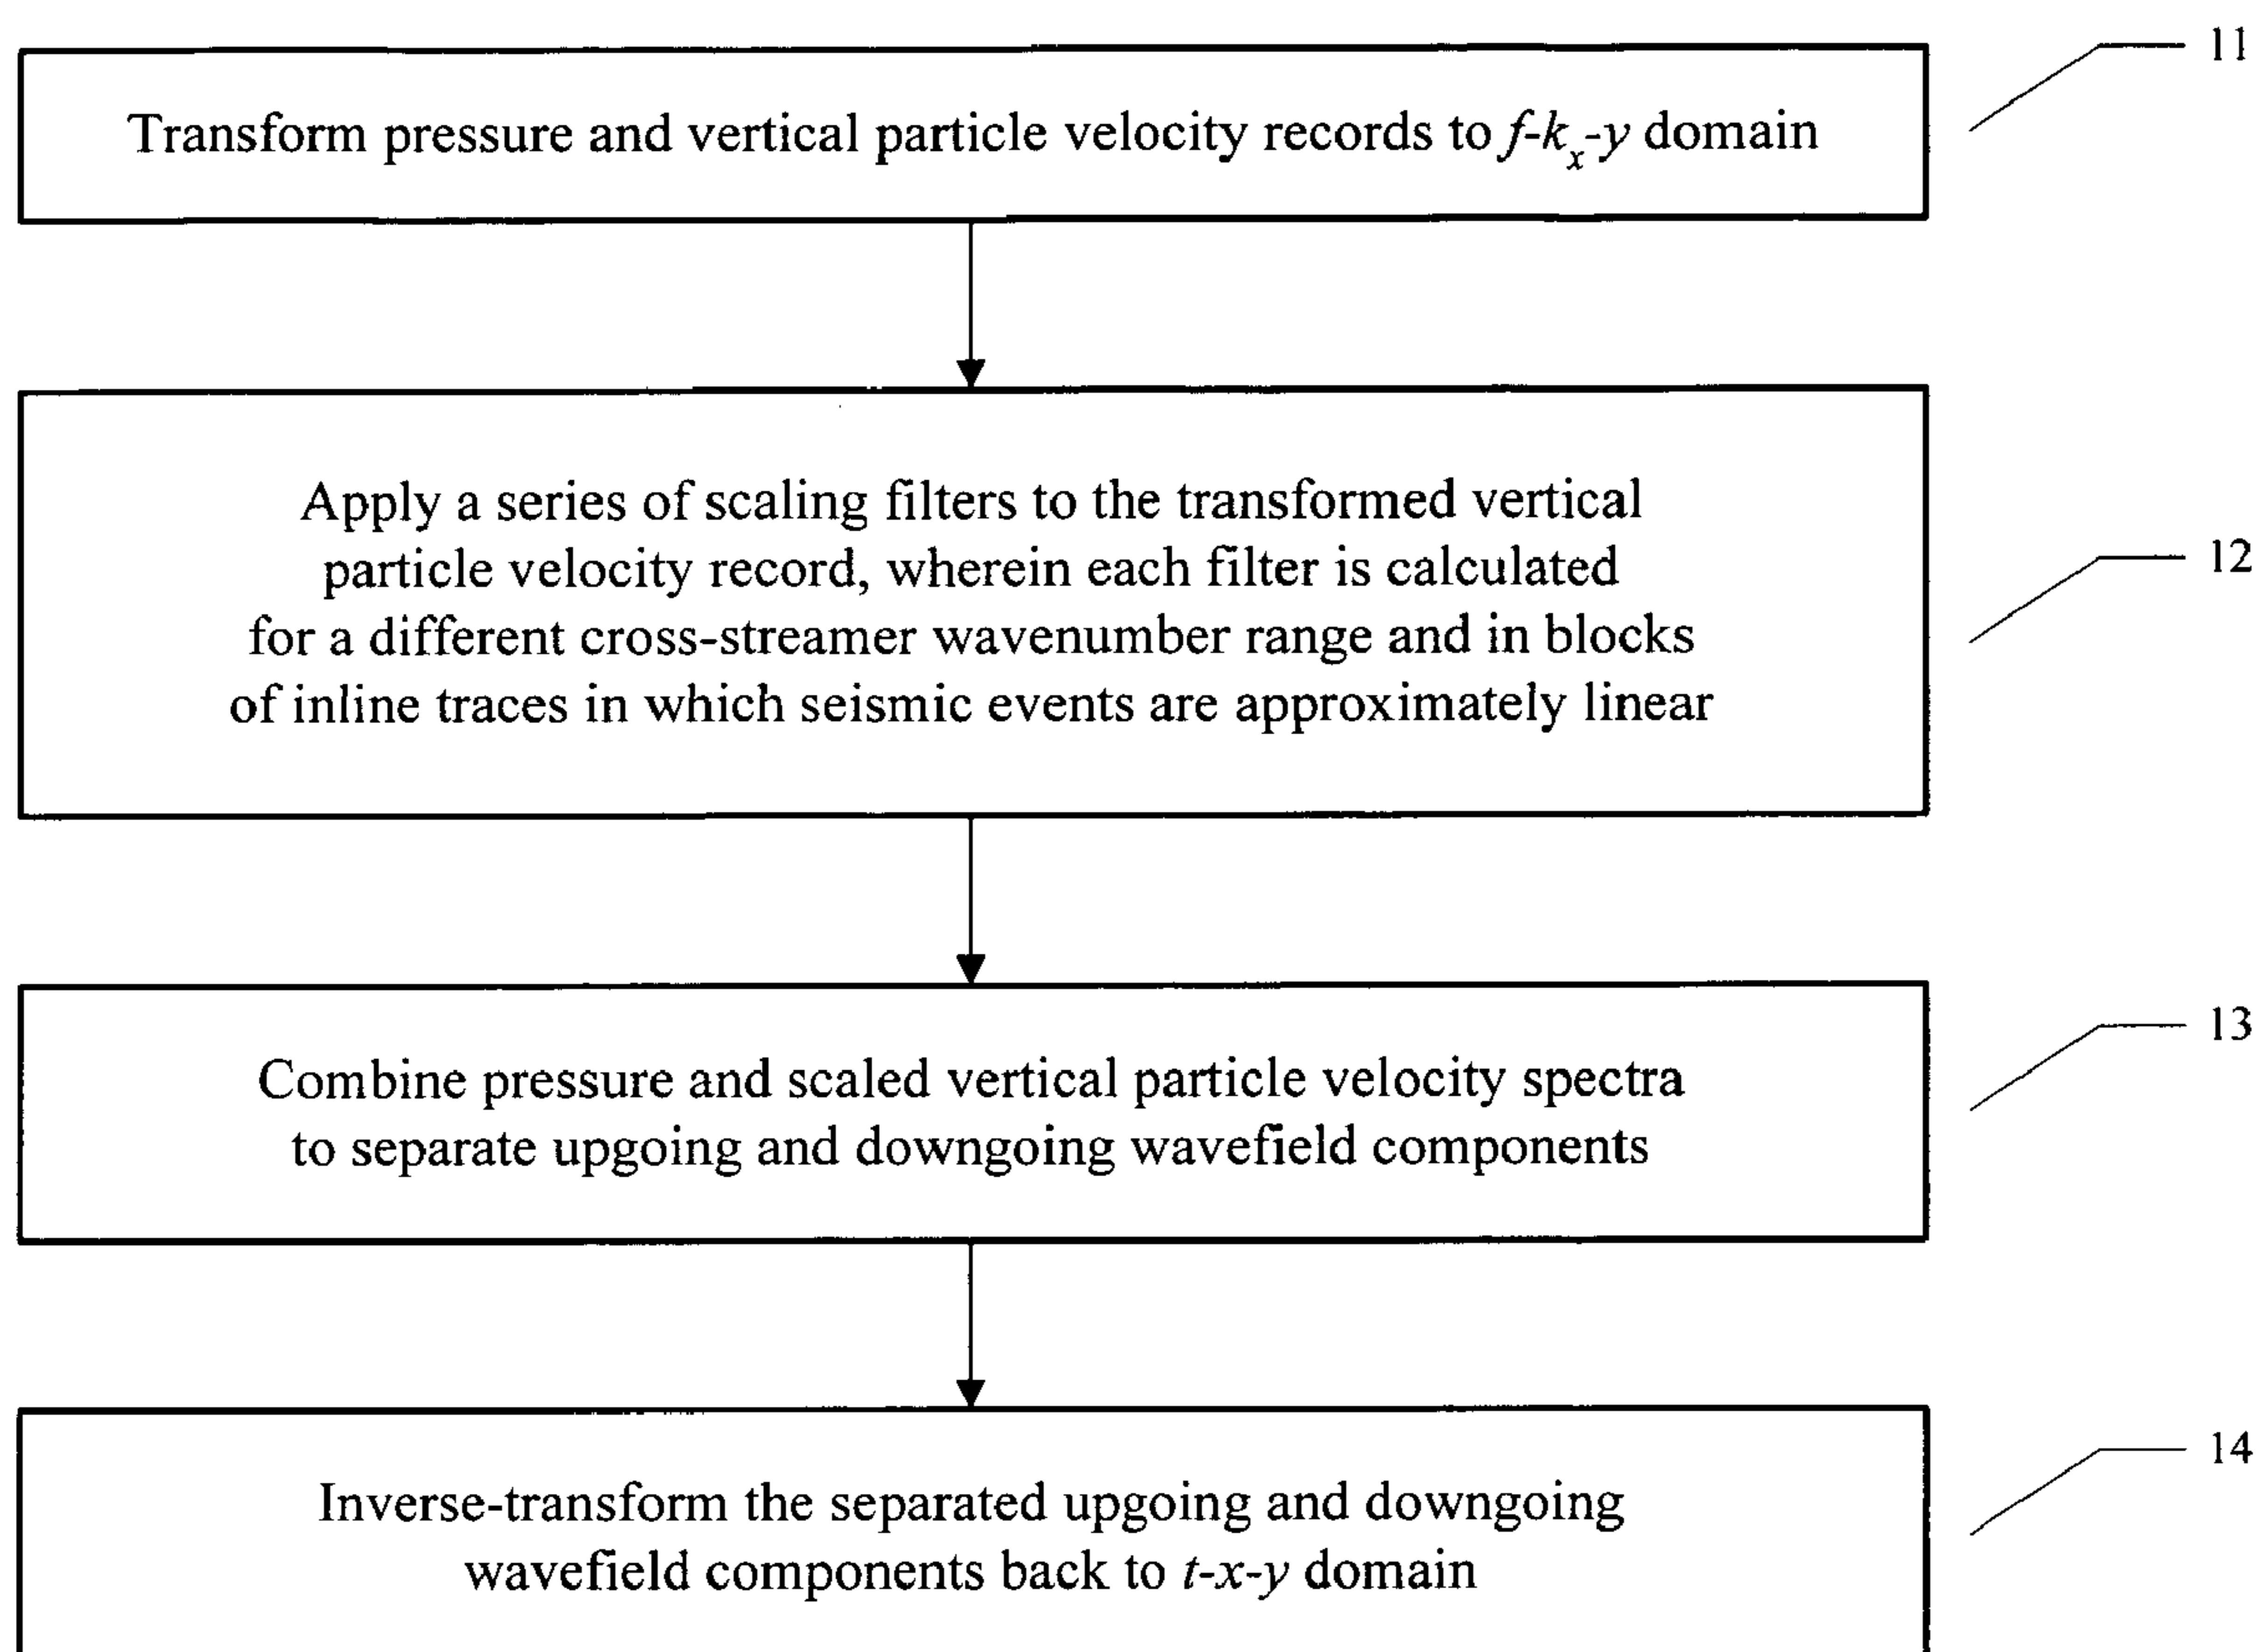 11
Transform pressure and vertical particle velocity records to f-kₓ-y domain
Apply a series of scaling filters to the transformed vertical
12
particle velocity record, wherein each filter is calculated
for a different cross-streamer wavenumber range and in blocks
of inline traces in which seismic events are approximately linear
13
Combine pressure and scaled vertical particle velocity spectra
to separate upgoing and downgoing wavefield components
14
Inverse-transform the separated upgoing and downgoing
wavefield components back to t-x-y domain